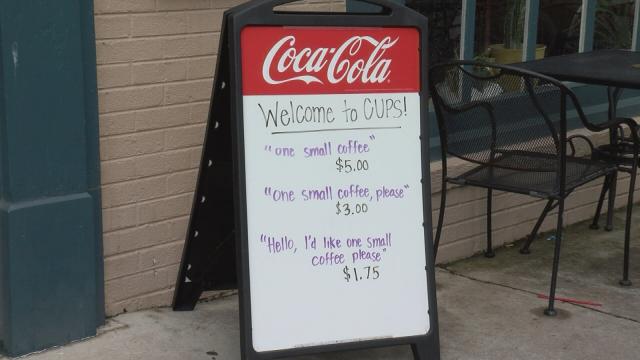 Coca-Cola
Welcome to CUPS!
"one small coffee"
$5.00
"One small coffee, please"
$3.00
"Hello, I'd like one small
coffee please"
$1.75